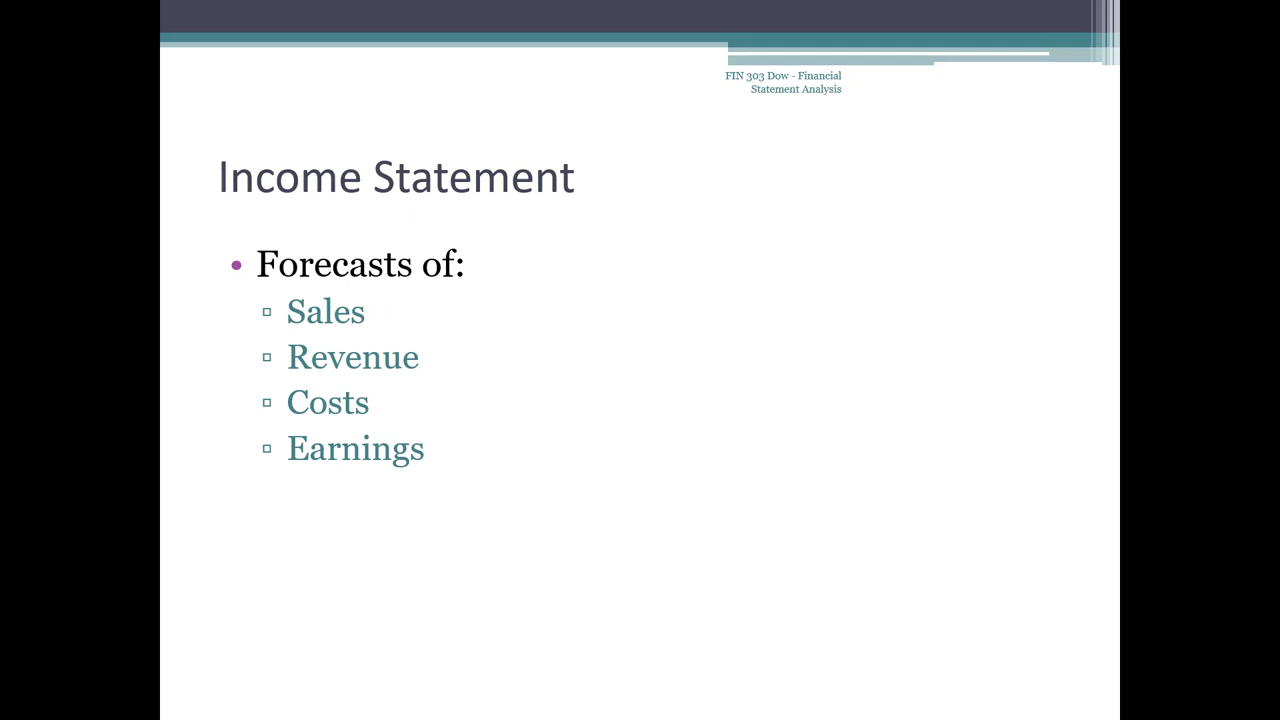 FIN 303 Dow - Financial
Statement Analysis
Income Statement
• Forecasts of:
▫ Sales
▫ Revenue
▫ Costs
▫ Earnings